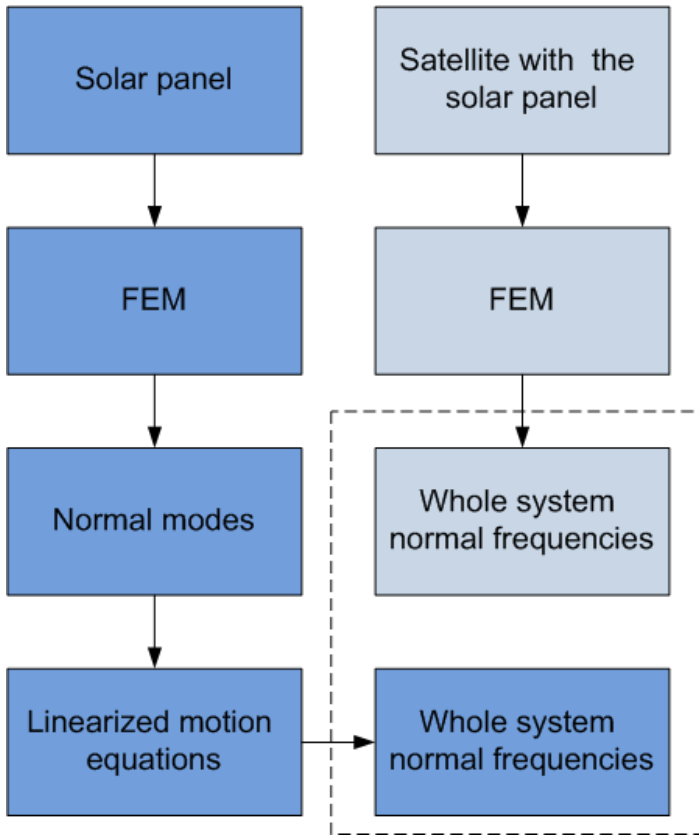 Solar panel
Satellite with the
solar panel
FEM
FEM
Normal modes
Whole system
normal frequencies
Linearized motion
equations
Whole system
normal frequencies